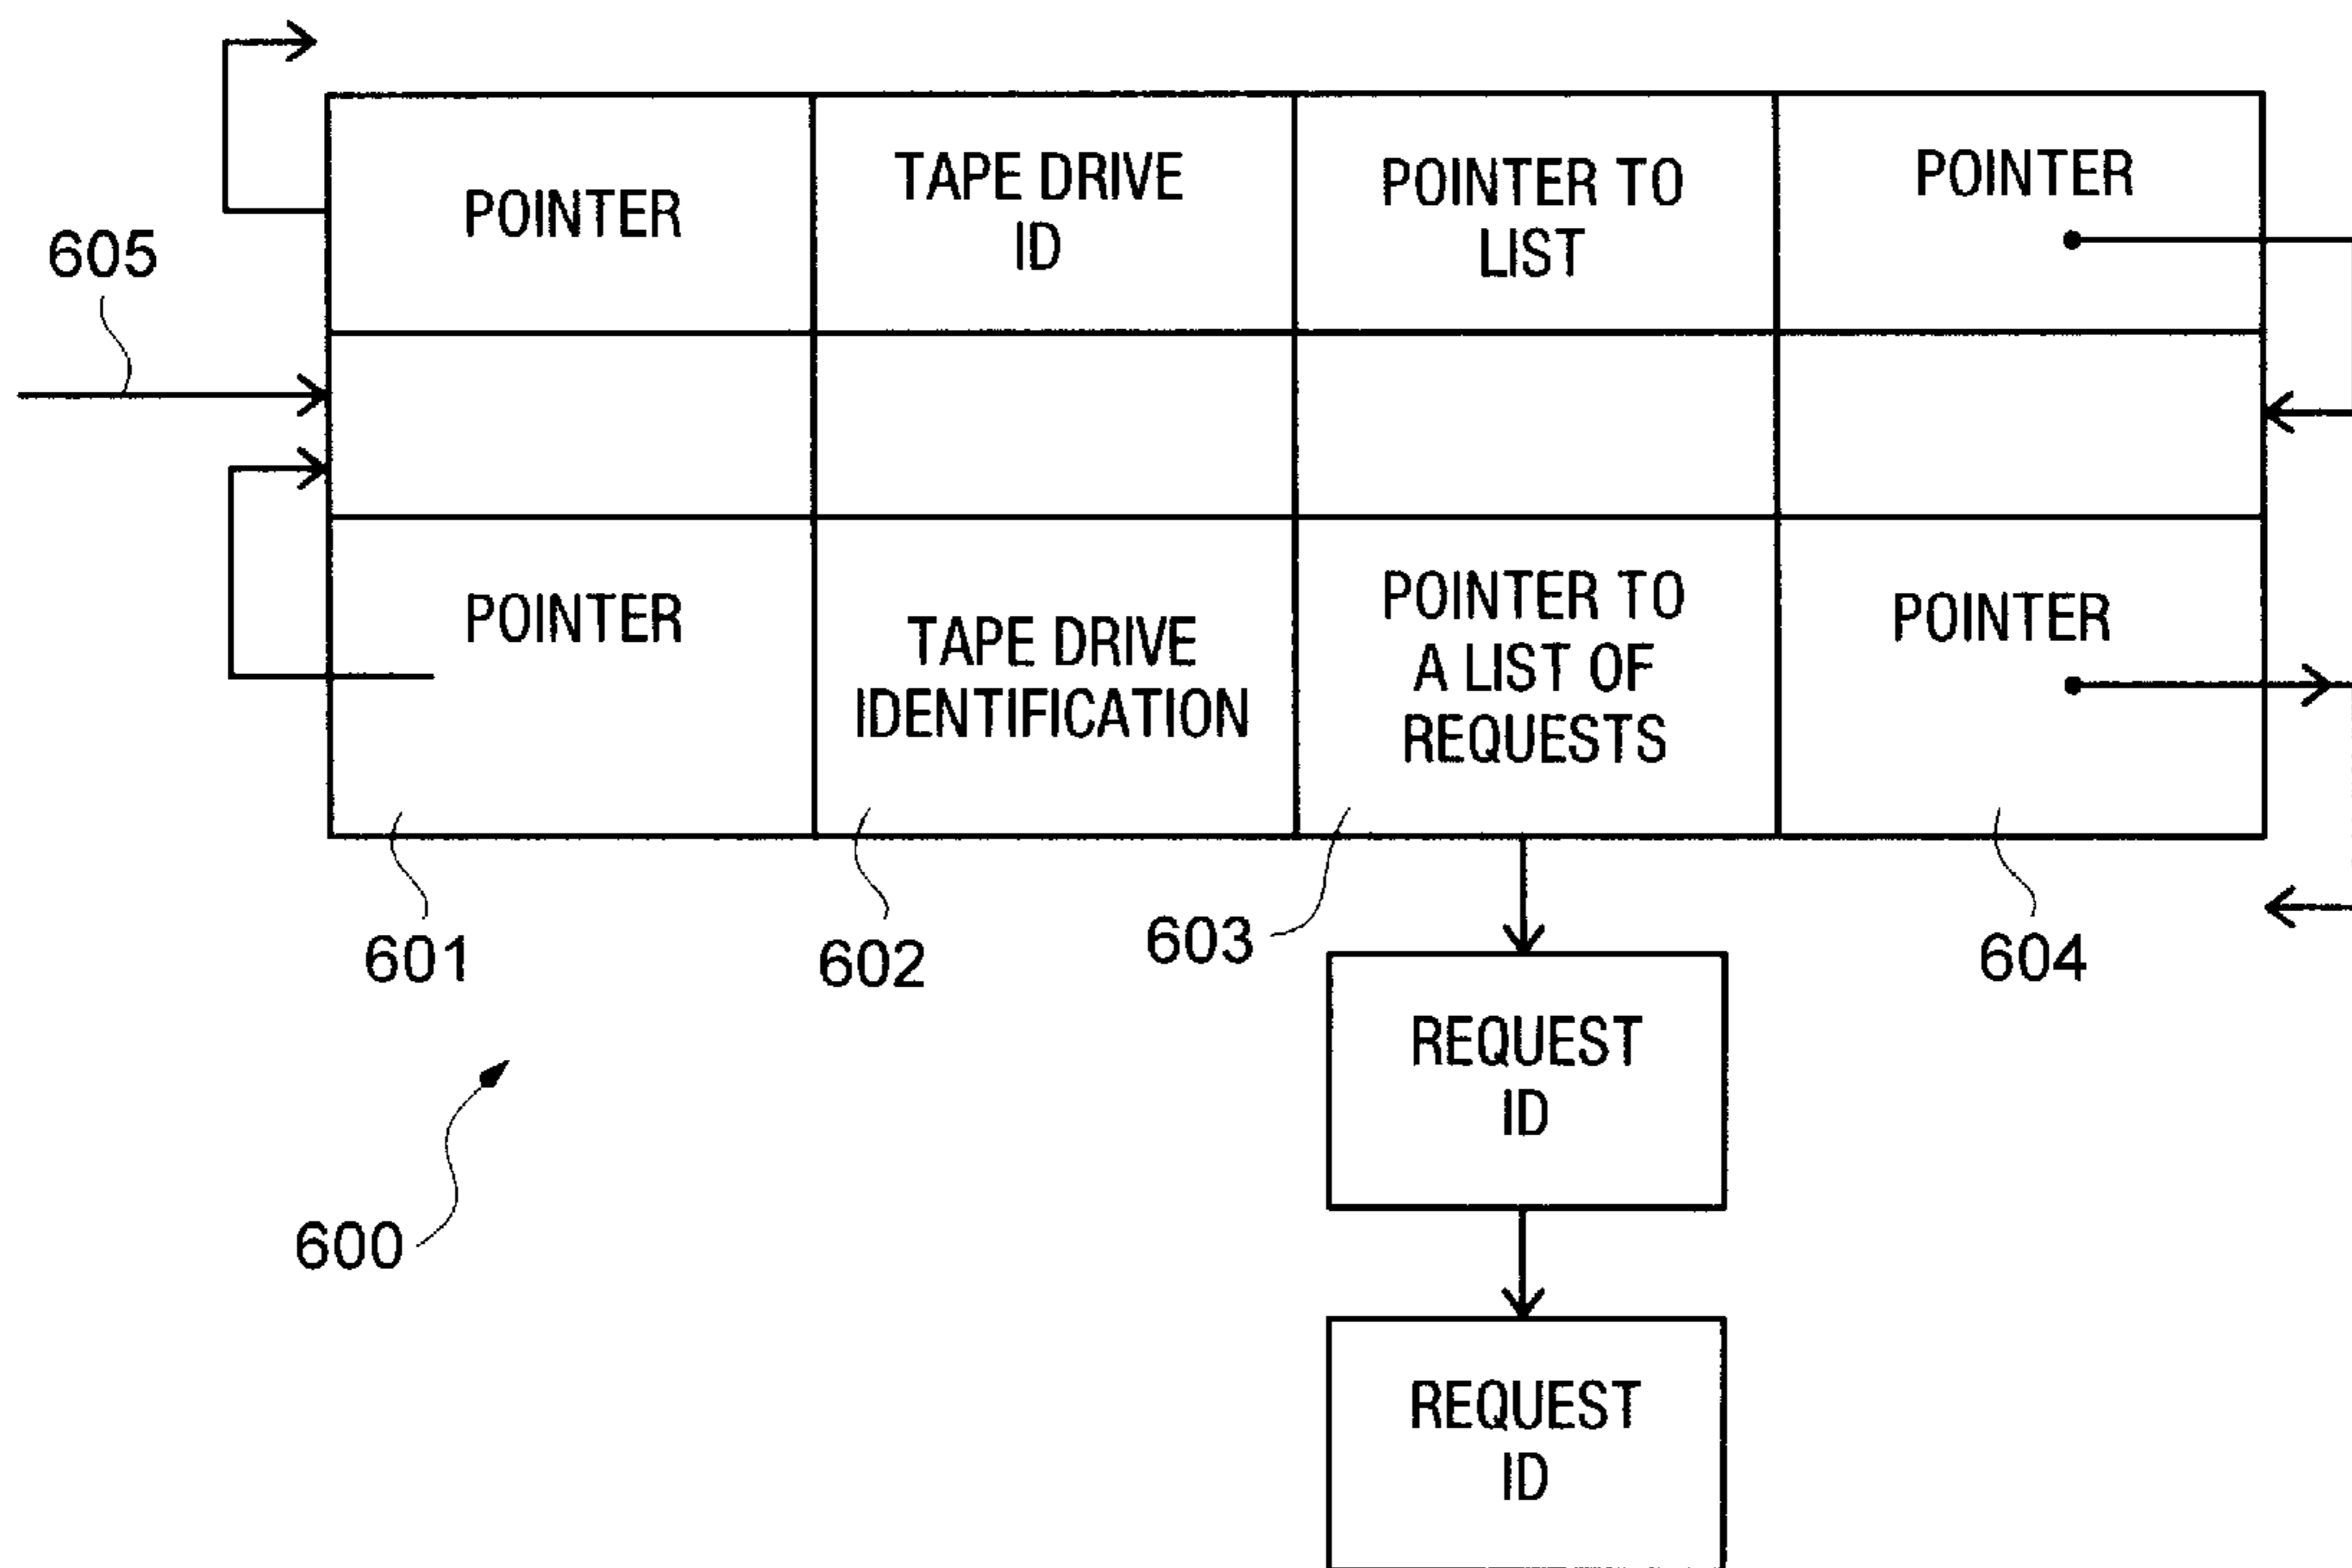 POINTER
TAPE DRIVE
ID
POINTER TO
LIST
POINTER
605
POINTER
TAPE DRIVE
IDENTIFICATION
POINTER TO
A LIST OF
REQUESTS
POINTER
601
602
603
604
REQUEST
ID
600
REQUEST
ID